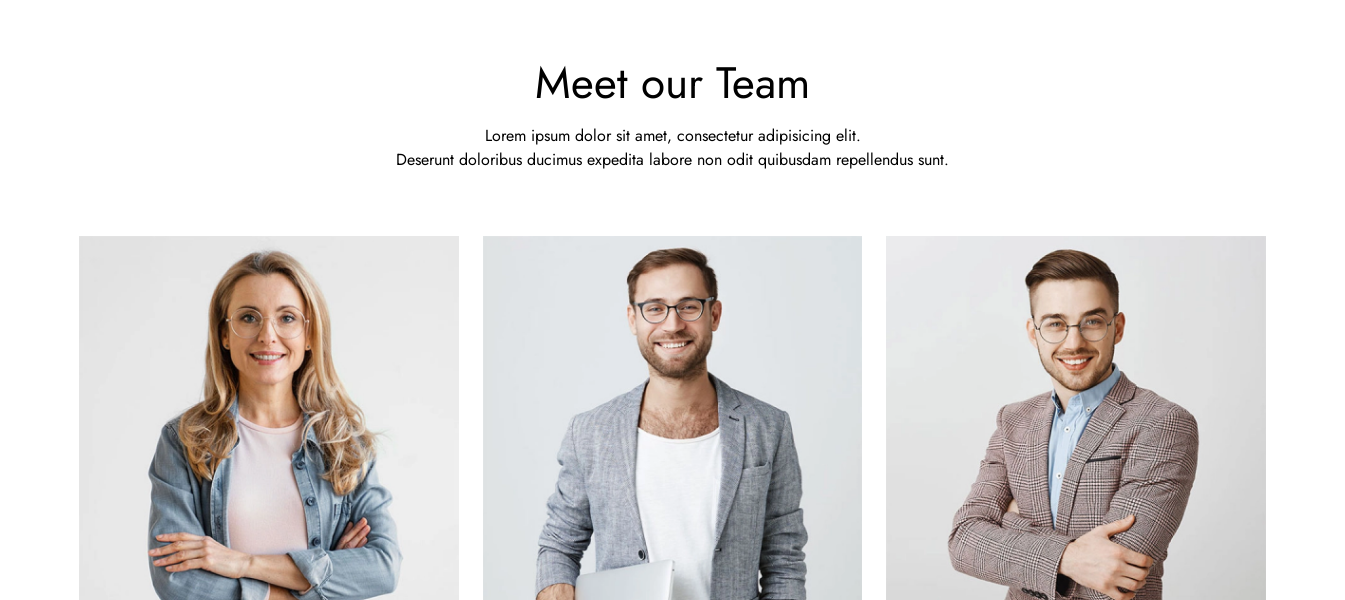 Meet our Team
Lorem ipsum dolor sit amet, consectetur adipisicing elit.
Deserunt doloribus ducimus expedita labore non odit quibusdam repellendus sunt.